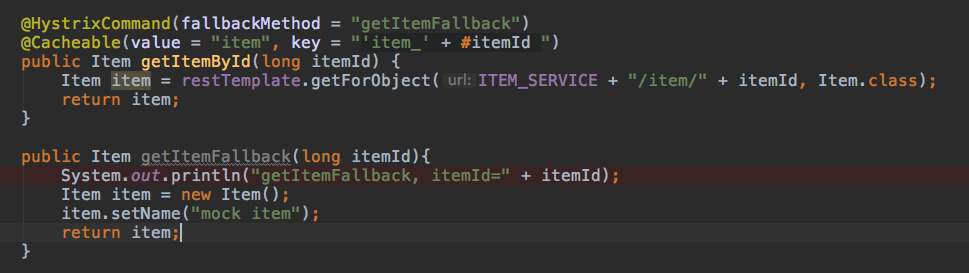 @HystrixCommand(fallbackMethod = "getItemFallback")
@Cacheable(value = "item", key = "'item_' + #itemId ")
public Item getItemById(long itemId) {
    Item item = restTemplate.getForObject( url: ITEM_SERVICE + "/item/" + itemId, Item.class);
    return item;
}

public Item getItemFallback(long itemId){
    System.out.println("getItemFallback, itemId=" + itemId);
    Item item = new Item();
    item.setName("mock item");
    return item;
}